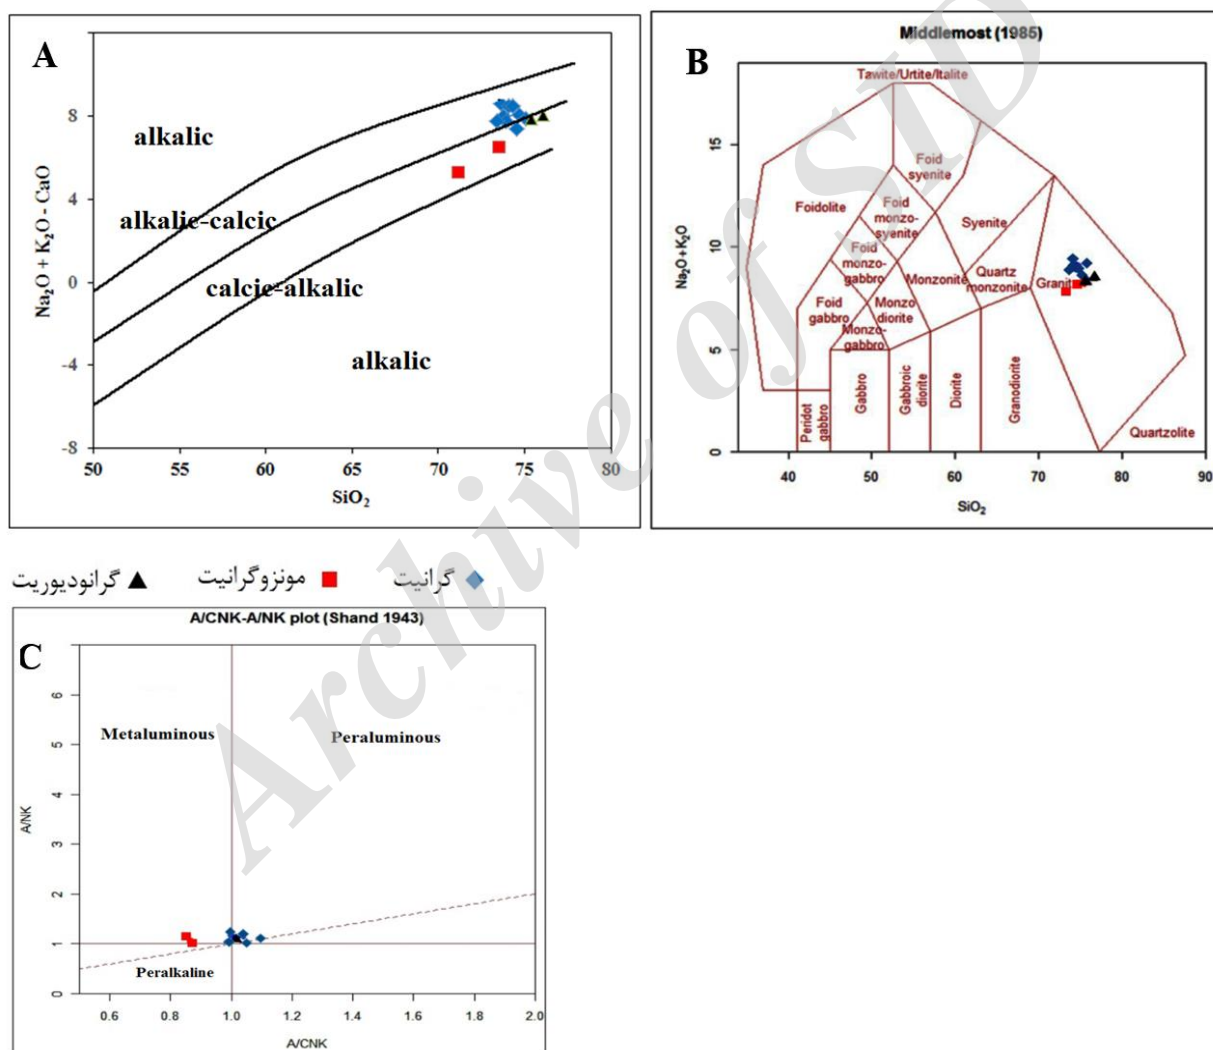 A
alkalic
alkalic-calcic
calcic-alkalic
alkalic
Na₂O + K₂O - CaO
8
4
0
-4
-8
50 55 60 65 70 75 80
SiO₂
B
Middlemost (1985)
Tawite/Urtite/Italite
Foid
syenite
Foidolite
Foid
monzo-
syenite
Syenite
Foid
monzo-
gabbro
Monzonite
Quartz
monzonite
Granit
Foid
gabbro
Monzo
diorite
Monzo-
gabbro
Peridot
gabbro
Gabbro
Gabbroic
diorite
Diorite
Granodiorite
Quartzolite
Na₂O+K₂O
15
10
5
0
40 50 60 70 80 90
SiO₂
گرانیت
مونزوگرانیت
گرانودیوریت
C
A/CNK-A/NK plot (Shand 1943)
Metaluminous
Peraluminous
Peralkaline
A/NK
6
5
4
3
2
1
0
0.6 0.8 1.0 1.2 1.4 1.6 1.8 2.0
A/CNK
Archive of SID